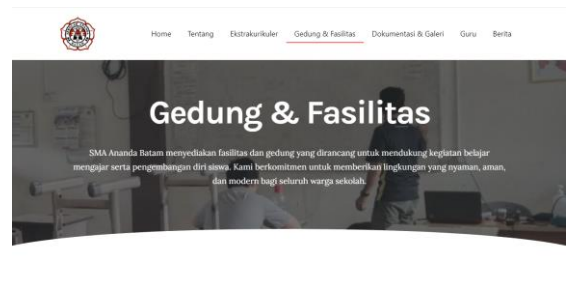 Home Tentang Ekstrakurikuler Gedung & Fasilitas Dokumentasi & Galeri Guru Berita
Gedung & Fasilitas
SMA Ananda Batam menyediakan fasilitas dan gedung yang dirancang untuk mendukung kegiatan belajar
mengajar serta pengembangan diri siswa. Kami berkomitmen untuk memberikan lingkungan yang nyaman, aman,
dan modern bagi seluruh warga sekolah.